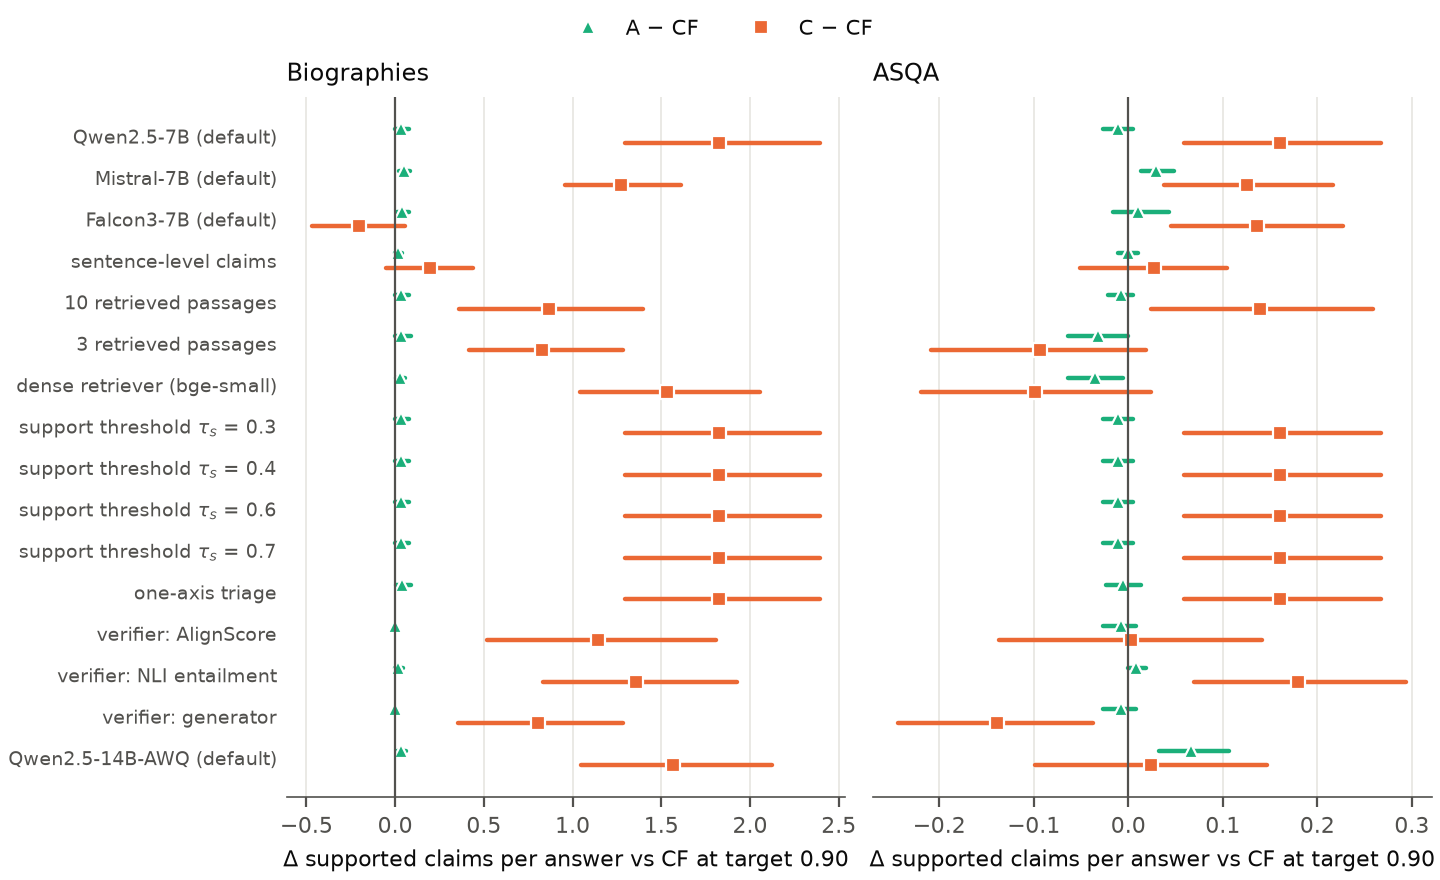 A − CF
C − CF
Biographies
ASQA
Qwen2.5-7B (default)
Mistral-7B (default)
Falcon3-7B (default)
sentence-level claims
10 retrieved passages
3 retrieved passages
dense retriever (bge-small)
support threshold τs = 0.3
support threshold τs = 0.4
support threshold τs = 0.6
support threshold τs = 0.7
one-axis triage
verifier: AlignScore
verifier: NLI entailment
verifier: generator
Qwen2.5-14B-AWQ (default)
−0.5 0.0 0.5 1.0 1.5 2.0 2.5
−0.2 −0.1 0.0 0.1 0.2 0.3
Δ supported claims per answer vs CF at target 0.90
Δ supported claims per answer vs CF at target 0.90